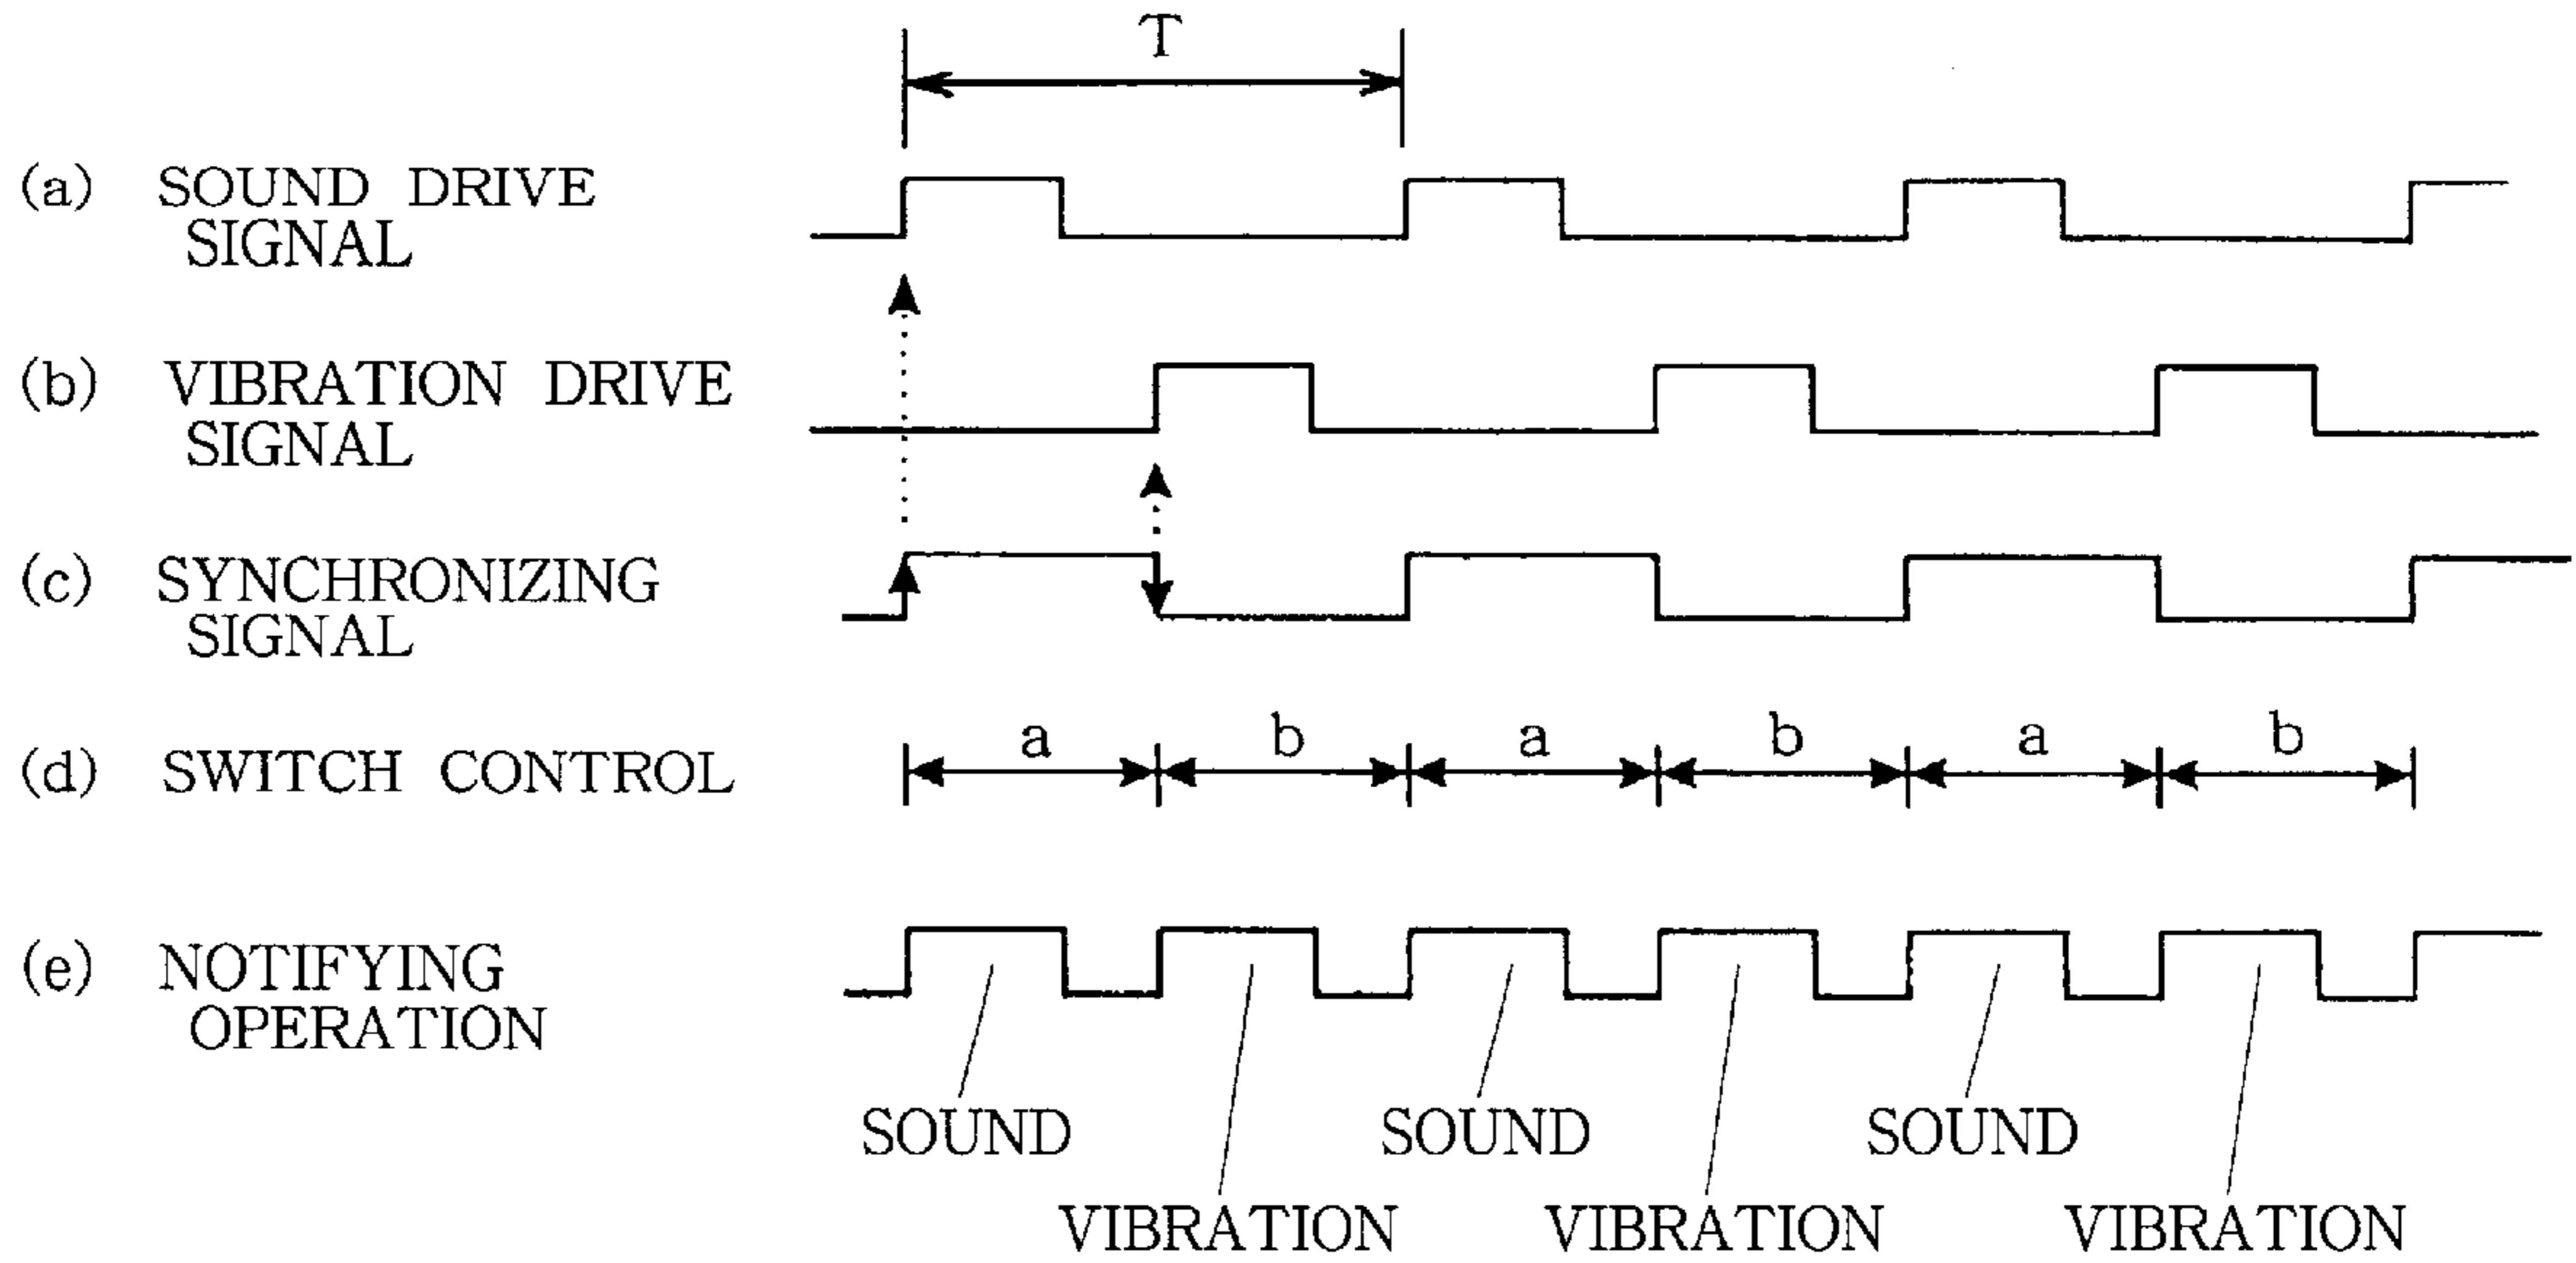 T
(a) SOUND DRIVE
SIGNAL
(b) VIBRATION DRIVE
SIGNAL
(c) SYNCHRONIZING
SIGNAL
(d) SWITCH CONTROL
a b a b a b
(e) NOTIFYING
OPERATION
SOUND SOUND SOUND
VIBRATION VIBRATION VIBRATION